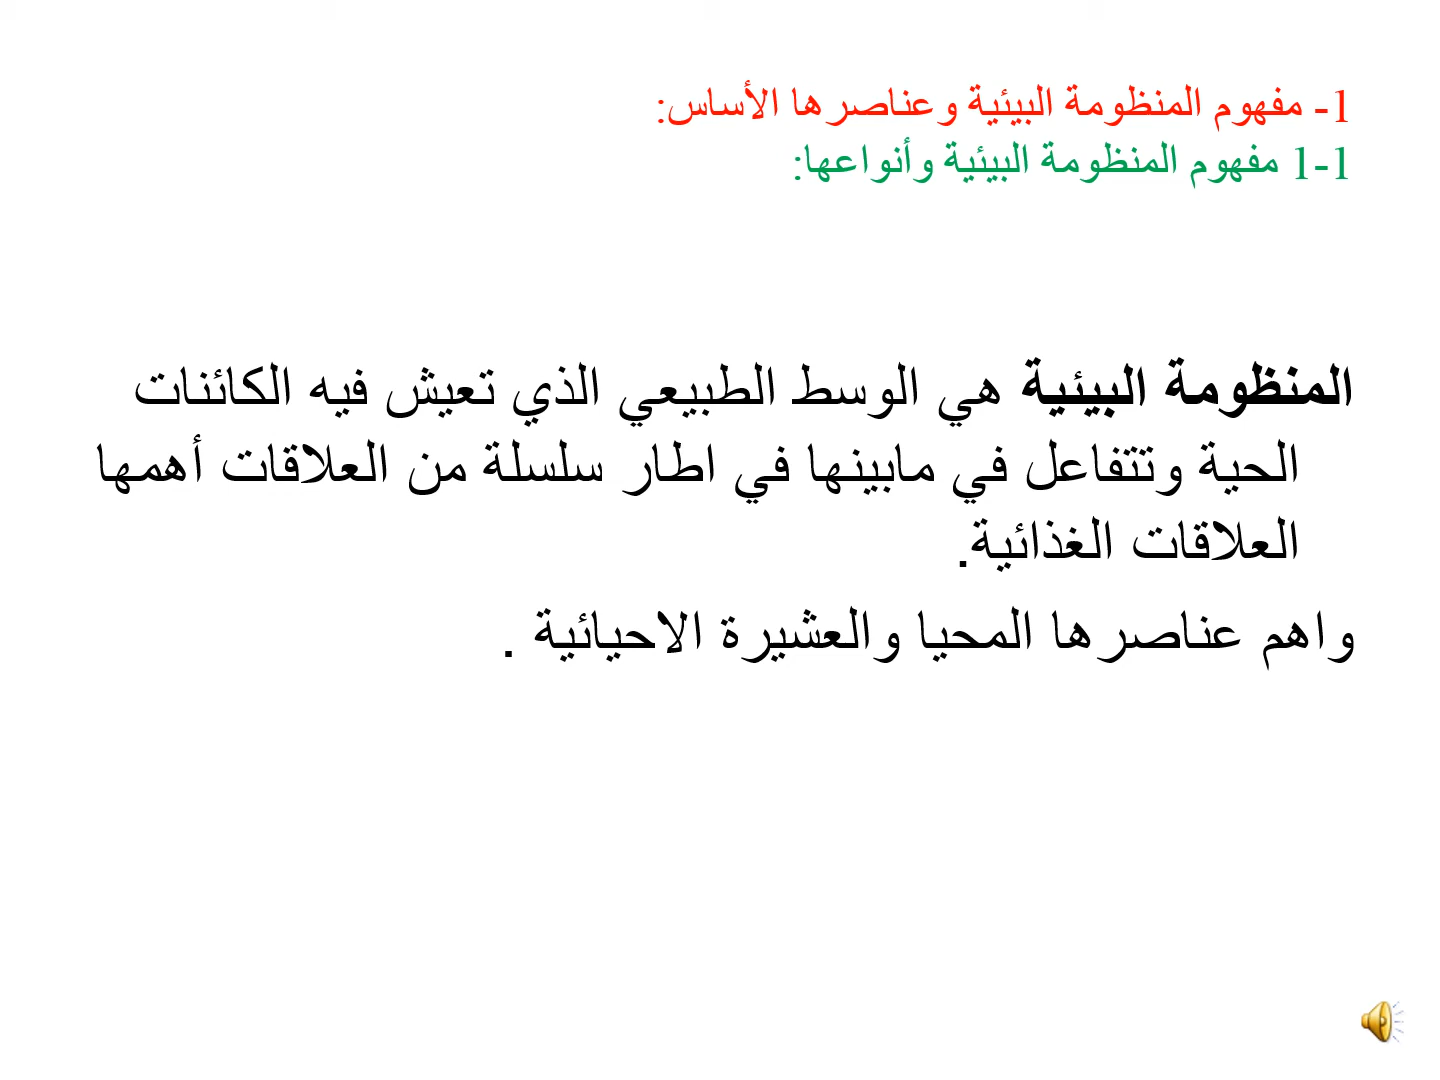 1- مفهوم المنظومة البيئية وعناصرها الأساس:
1-1 مفهوم المنظومة البيئية وأنواعها:
المنظومة البيئية هي الوسط الطبيعي الذي تعيش فيه الكائنات
الحية وتتفاعل في مابينها في اطار سلسلة من العلاقات أهمها
العلاقات الغذائية.
واهم عناصرها المحيا والعشيرة الاحيائية .